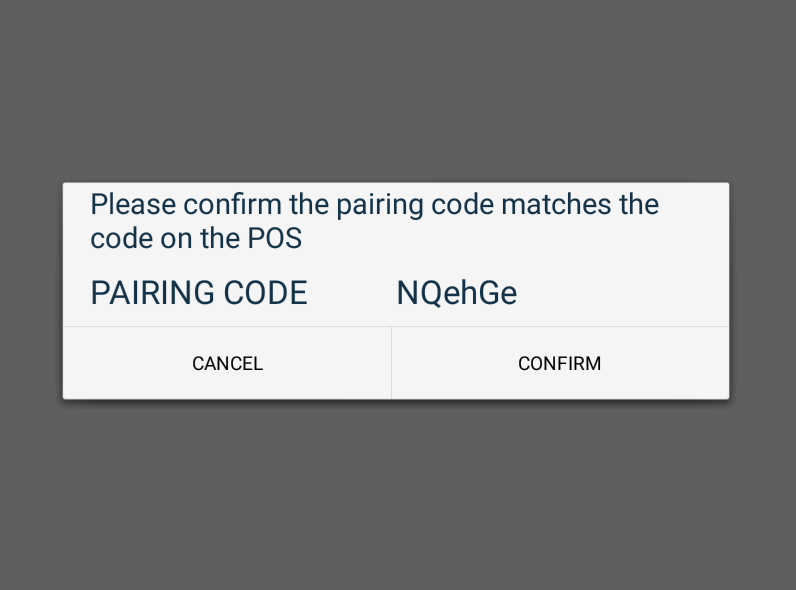 Please confirm the pairing code matches the
code on the POS
PAIRING CODE NQehGe
CANCEL CONFIRM